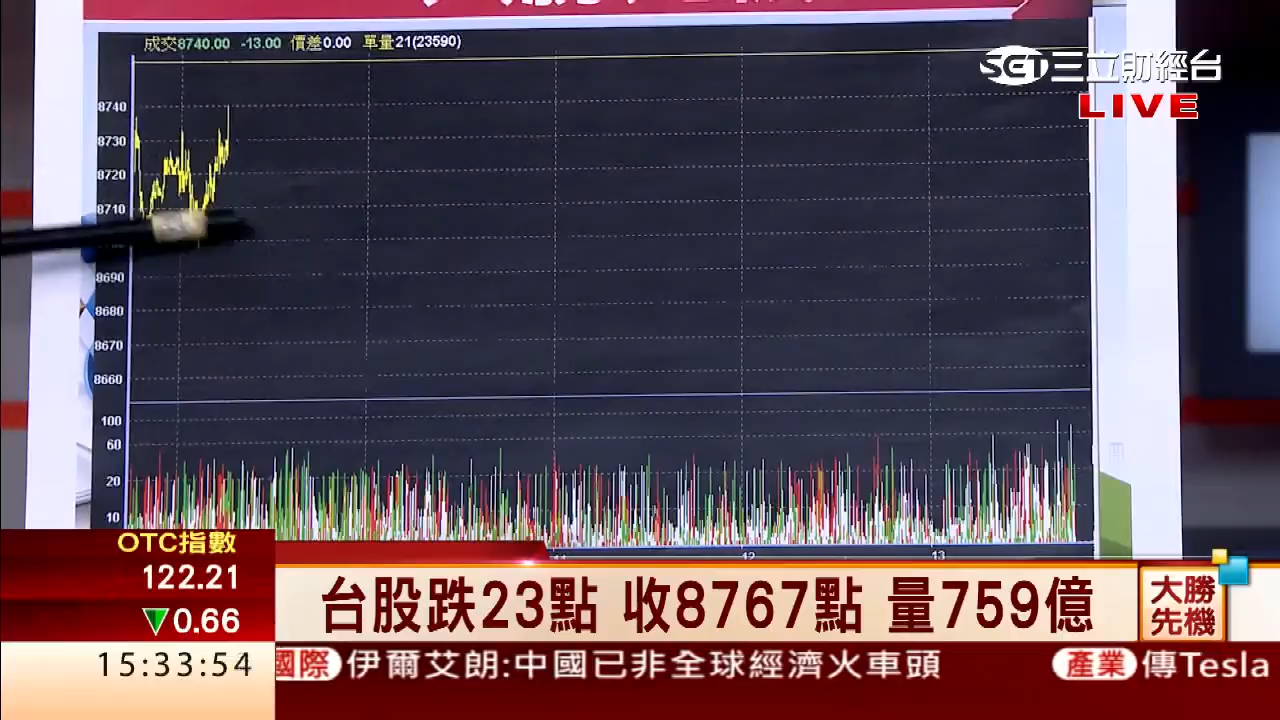 成交8740.00 -13.00 價差0.00 單量21(23590)
SET三立財經台
LIVE
8740
8730
8720
8710
8690
8680
8670
8660
100
60
20
10
12
13
OTC指數
122.21
▼0.66
15:33:54
台股跌23點 收8767點 量759億
大勝
先機
國際 伊爾艾朗:中國已非全球經濟火車頭
產業 傳Tesla